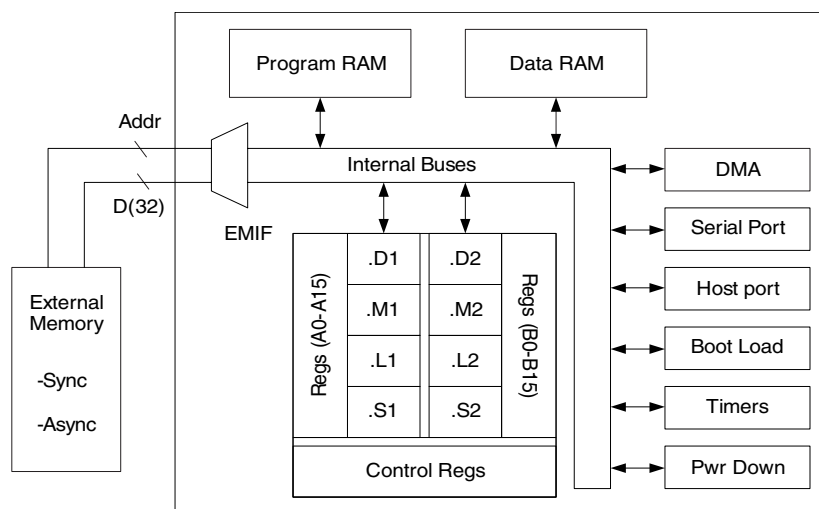 Program RAM
Data RAM
Addr
Internal Buses
DMA
D(32)
Serial Port
EMIF
External
Memory
-Sync
-Async
Regs (A0-A15)
.D1
.D2
.M1
.M2
.L1
.L2
.S1
.S2
Regs (B0-B15)
Control Regs
Host port
Boot Load
Timers
Pwr Down